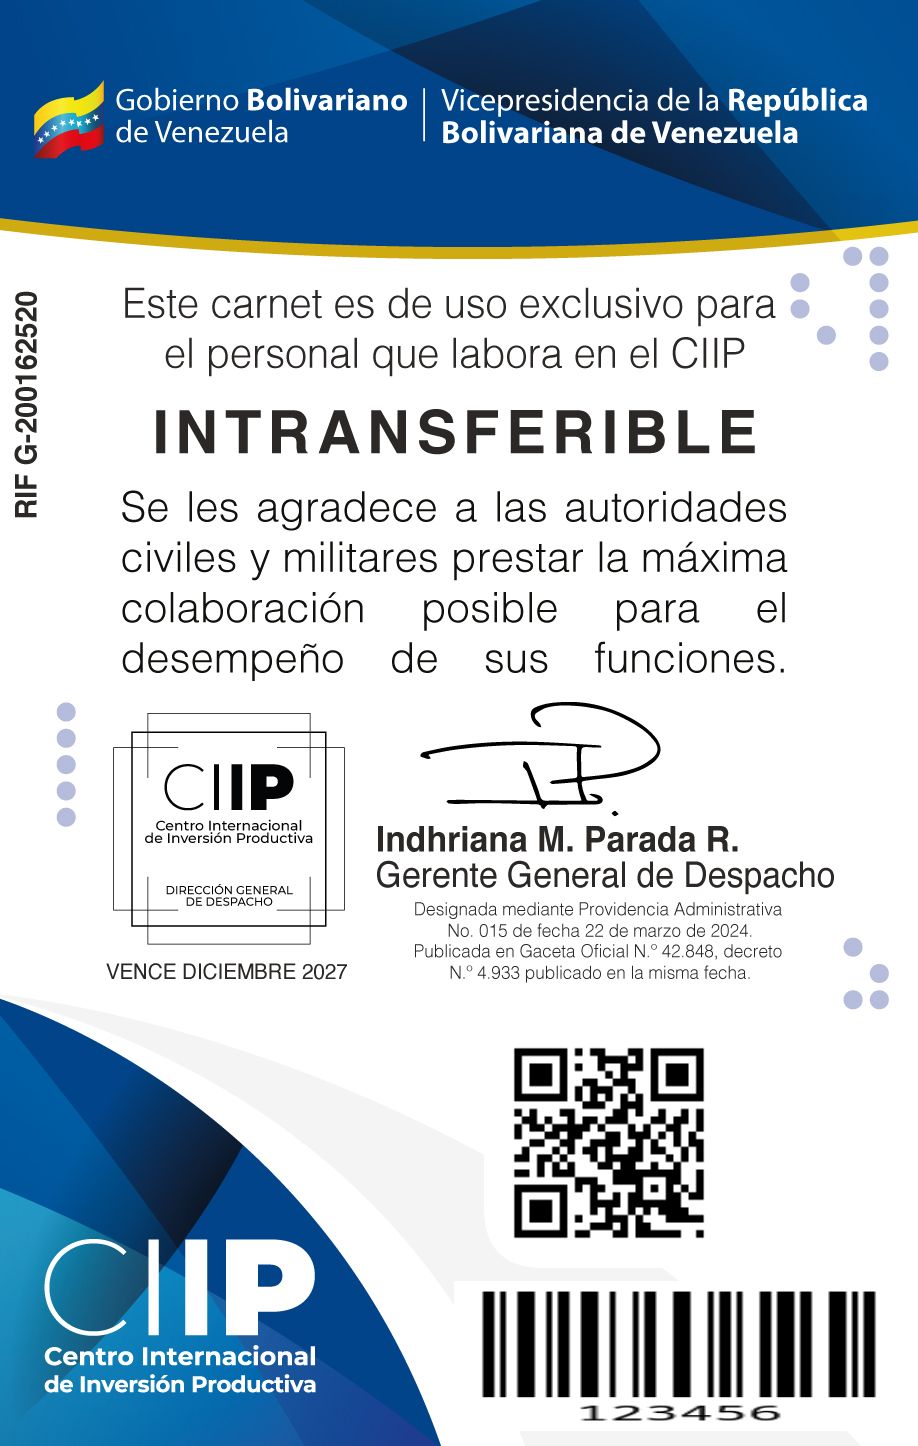 Gobierno Bolivariano
de Venezuela
Vicepresidencia de la República
Bolivariana de Venezuela
RIF G-200162520
Este carnet es de uso exclusivo para
el personal que labora en el CIIP
INTRANSFERIBLE
Se les agradece a las autoridades
civiles y militares prestar la máxima
colaboración posible para el
desempeño de sus funciones.
CIIP
Centro Internacional
de Inversión Productiva
DIRECCIÓN GENERAL
DE DESPACHO
VENCE DICIEMBRE 2027
Indhriana M. Parada R.
Gerente General de Despacho
Designada mediante Providencia Administrativa
No. 015 de fecha 22 de marzo de 2024.
Publicada en Gaceta Oficial N.º 42.848, decreto
N.º 4.933 publicado en la misma fecha.
CIIP
Centro Internacional
de Inversión Productiva
123456